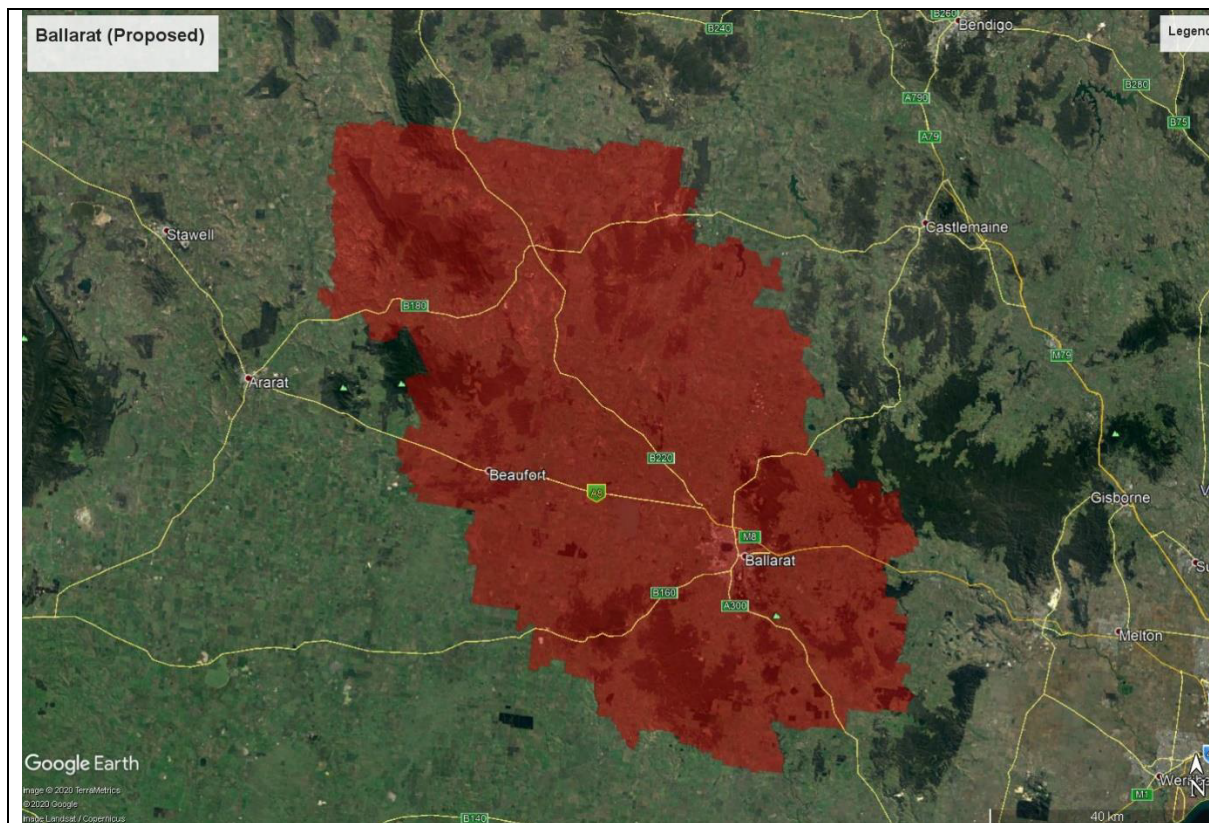 Ballarat (Proposed)
B260
B240
Bendigo
Legend
B280
A790
B75
A79
Stawell
Castlemaine
B180
M79
Ararat
B220
Beaufort
A8
Gisborne
M8
Ballarat
B160
A300
Melton
Google Earth
Image © 2020 TerraMetrics
© 2020 Google
Image Landsat / Copernicus
N
M1
B140
40 km